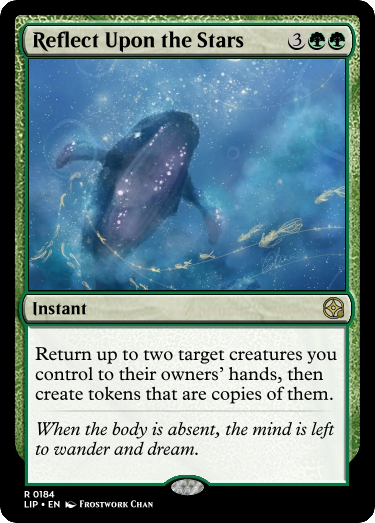 Reflect Upon the Stars 3
Instant
Return up to two target creatures you
control to their owners' hands, then
create tokens that are copies of them.
When the body is absent, the mind is left
to wander and dream.
R 0184
LIP • EN Frostwork Chan